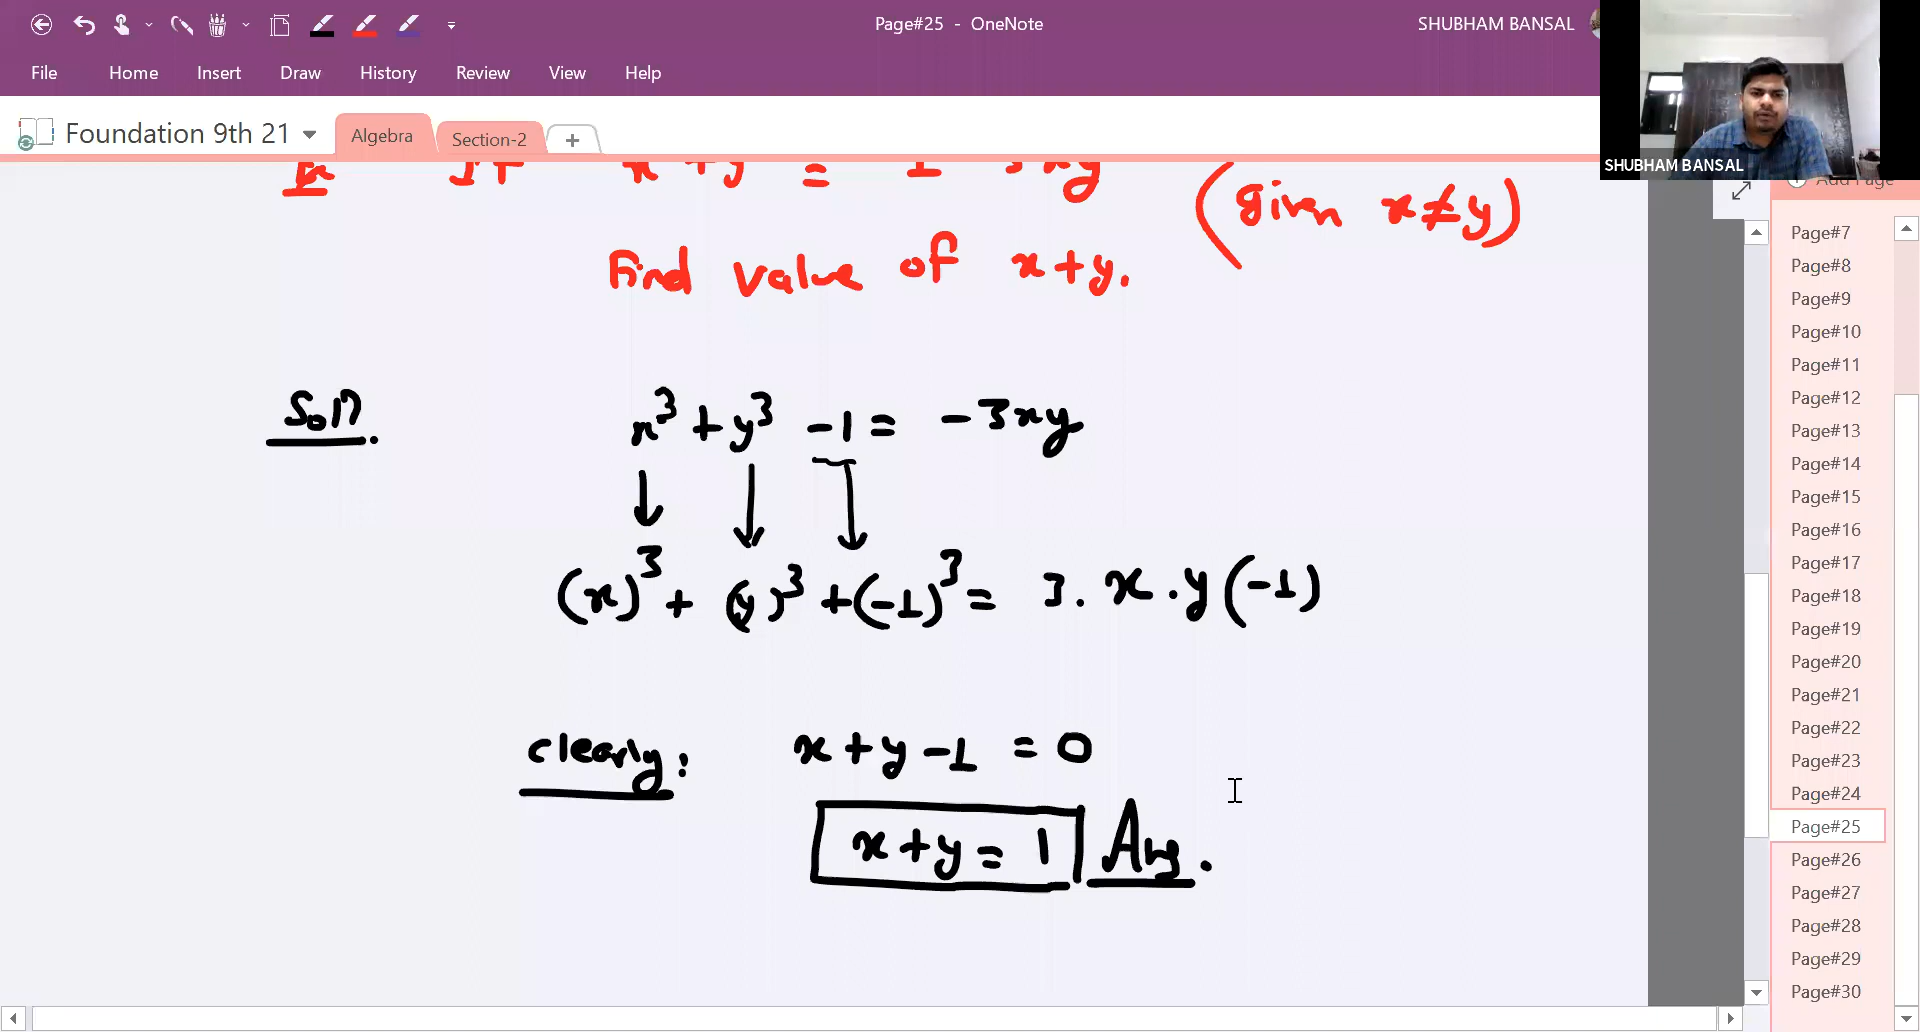 Page#25 - OneNote
SHUBHAM BANSAL
File Home Insert Draw History Review View Help
SHUBHAM BANSAL
Foundation 9th 21
Algebra
Section-2
+
Add Page
(given x≠y)
Find value of x+y.
Soln.
x³ + y³ -1 = -3xy
(x)³ + (y)³ + (-1)³ = 3. x . y (-1)
clearly: x + y - 1 = 0
x + y = 1 Ans.
Page#7
Page#8
Page#9
Page#10
Page#11
Page#12
Page#13
Page#14
Page#15
Page#16
Page#17
Page#18
Page#19
Page#20
Page#21
Page#22
Page#23
Page#24
Page#25
Page#26
Page#27
Page#28
Page#29
Page#30